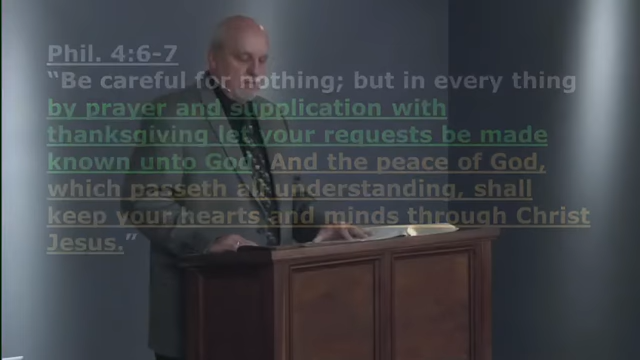 Phil. 4:6-7
“Be careful for nothing; but in every thing
by prayer and supplication with
thanksgiving let your requests be made
known unto God. And the peace of God,
which passeth all understanding, shall
keep your hearts and minds through Christ
Jesus.”